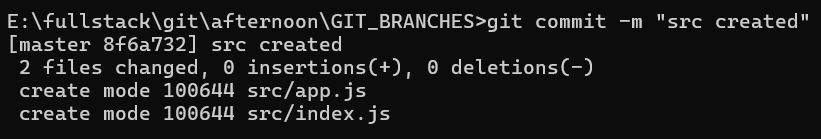 E:\fullstack\git\afternoon\GIT_BRANCHES>git commit -m "src created"
[master 8f6a732] src created
 2 files changed, 0 insertions(+), 0 deletions(-)
 create mode 100644 src/app.js
 create mode 100644 src/index.js